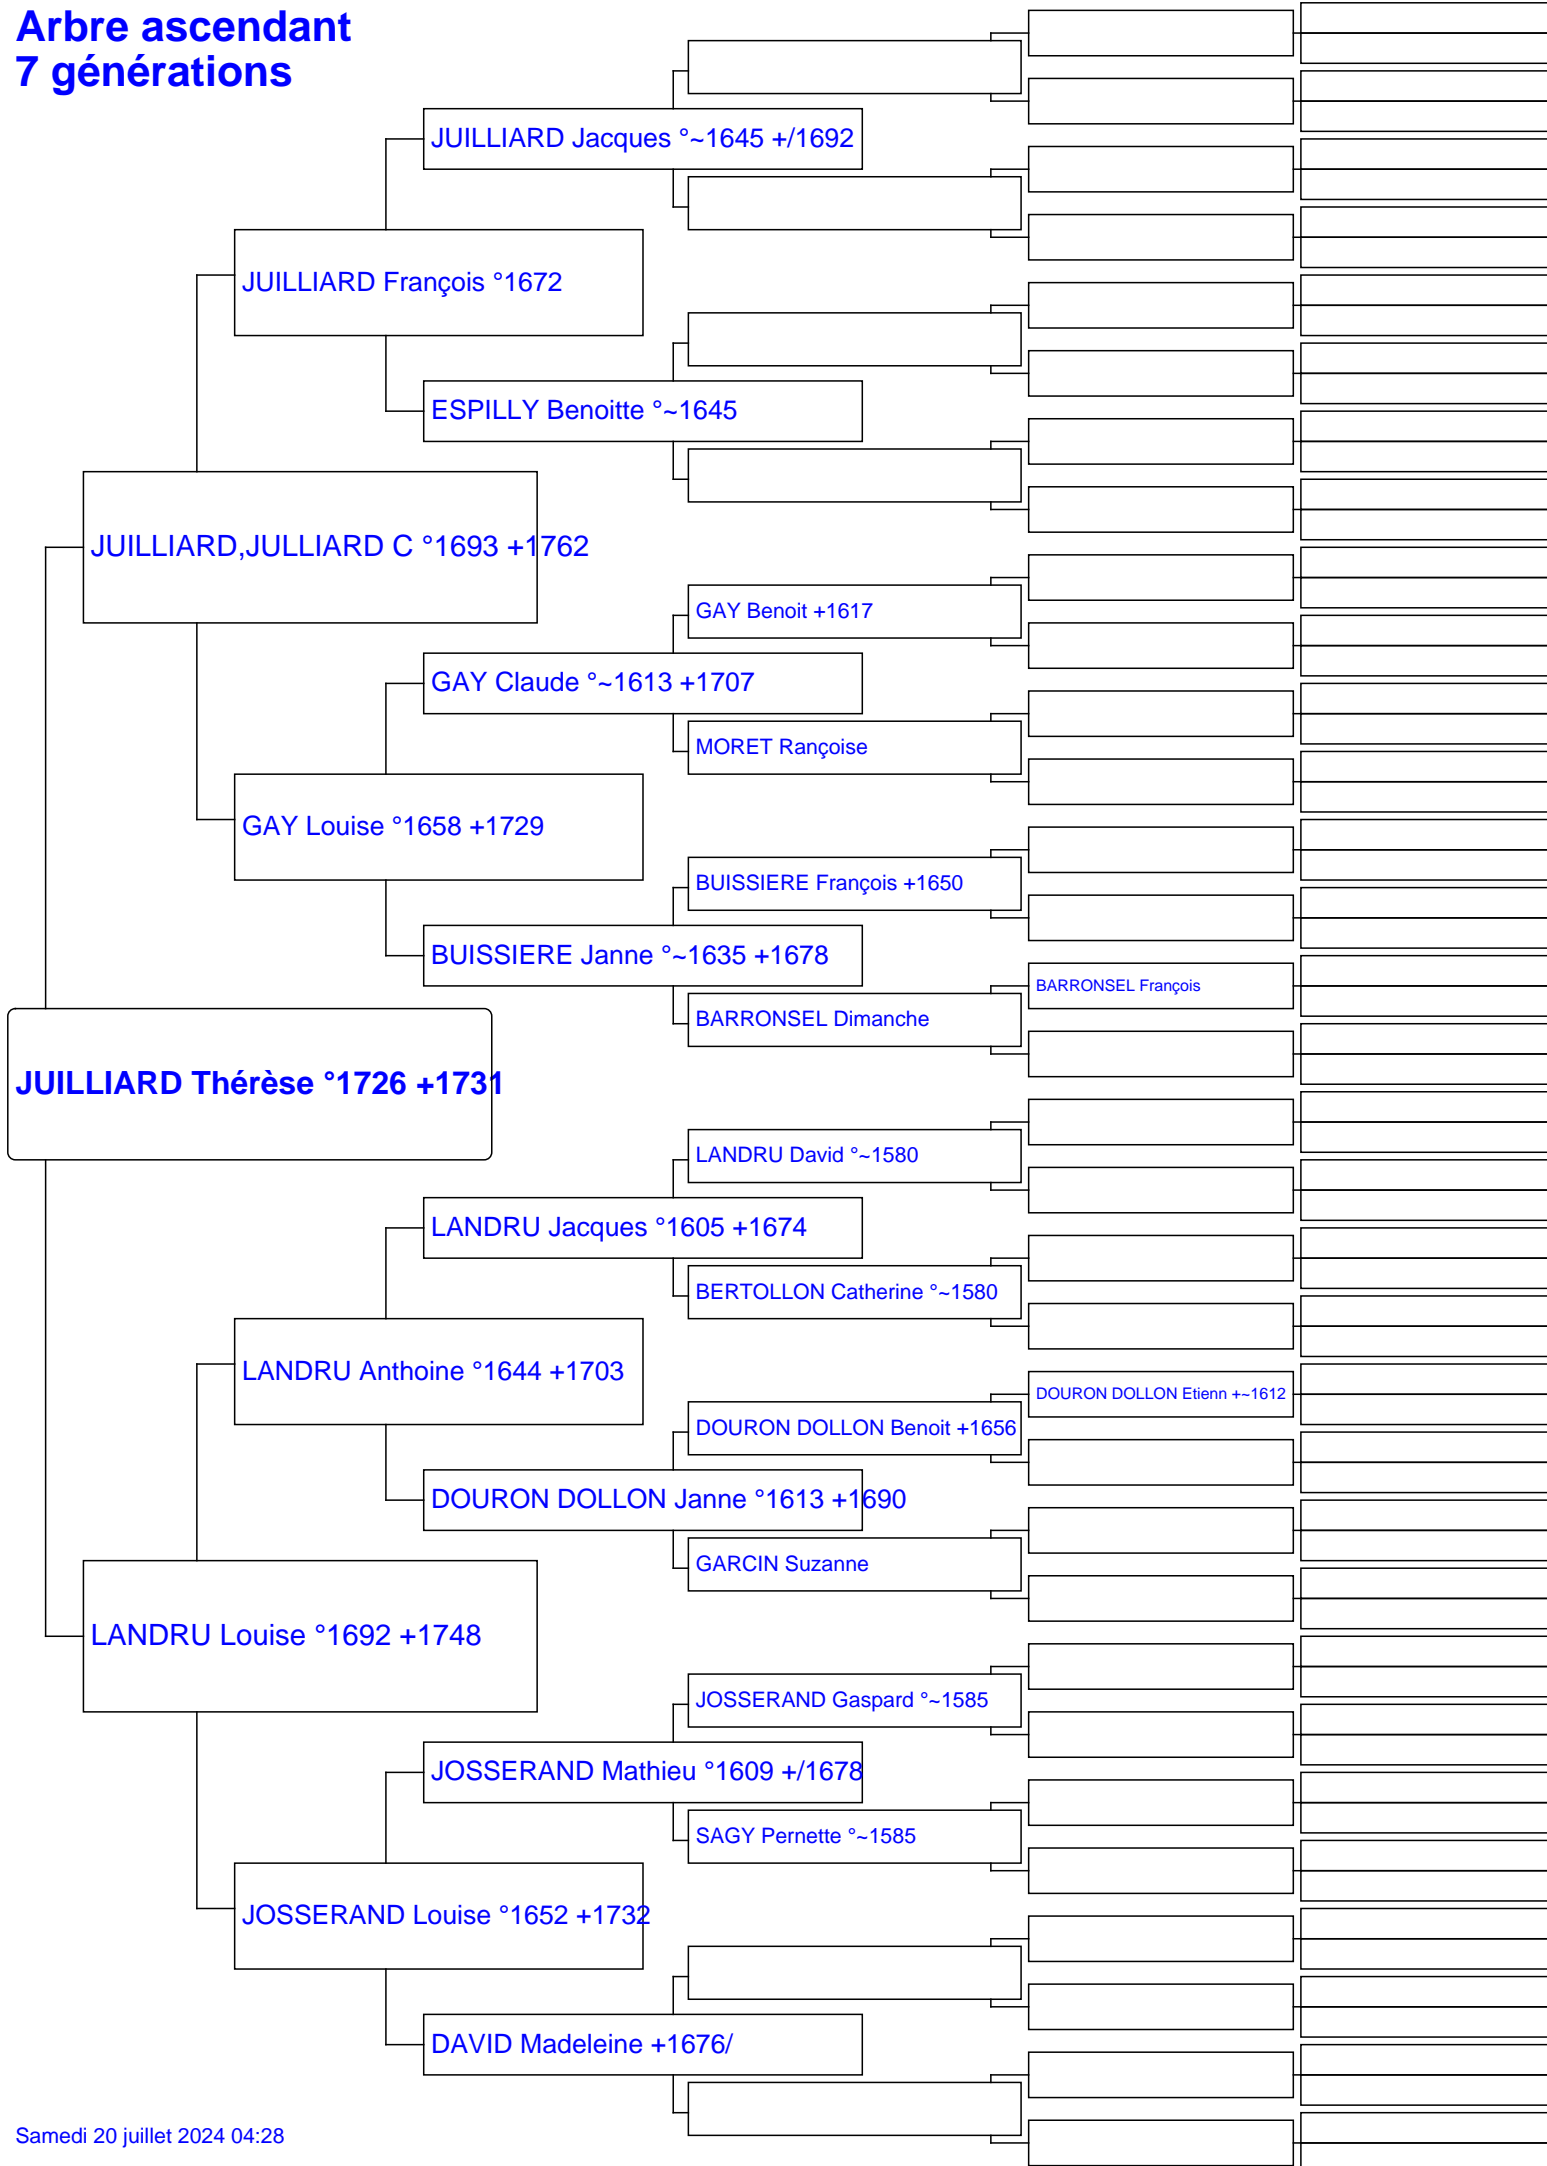 Arbre ascendant
7 générations
JUILLIARD Jacques °~1645 +/1692
JUILLIARD François °1672
ESPILLY Benoitte °~1645
JUILLIARD,JULLIARD C °1693 +1762
GAY Benoit +1617
GAY Claude °~1613 +1707
MORET Rançoise
GAY Louise °1658 +1729
BUISSIERE François +1650
BUISSIERE Janne °~1635 +1678
BARRONSEL François
BARRONSEL Dimanche
JUILLIARD Thérèse °1726 +1731
LANDRU David °~1580
LANDRU Jacques °1605 +1674
BERTOLLON Catherine °~1580
LANDRU Anthoine °1644 +1703
DOURON DOLLON Etienn +~1612
DOURON DOLLON Benoit +1656
DOURON DOLLON Janne °1613 +1690
GARCIN Suzanne
LANDRU Louise °1692 +1748
JOSSERAND Gaspard °~1585
JOSSERAND Mathieu °1609 +/1678
SAGY Pernette °~1585
JOSSERAND Louise °1652 +1732
DAVID Madeleine +1676/
Samedi 20 juillet 2024 04:28